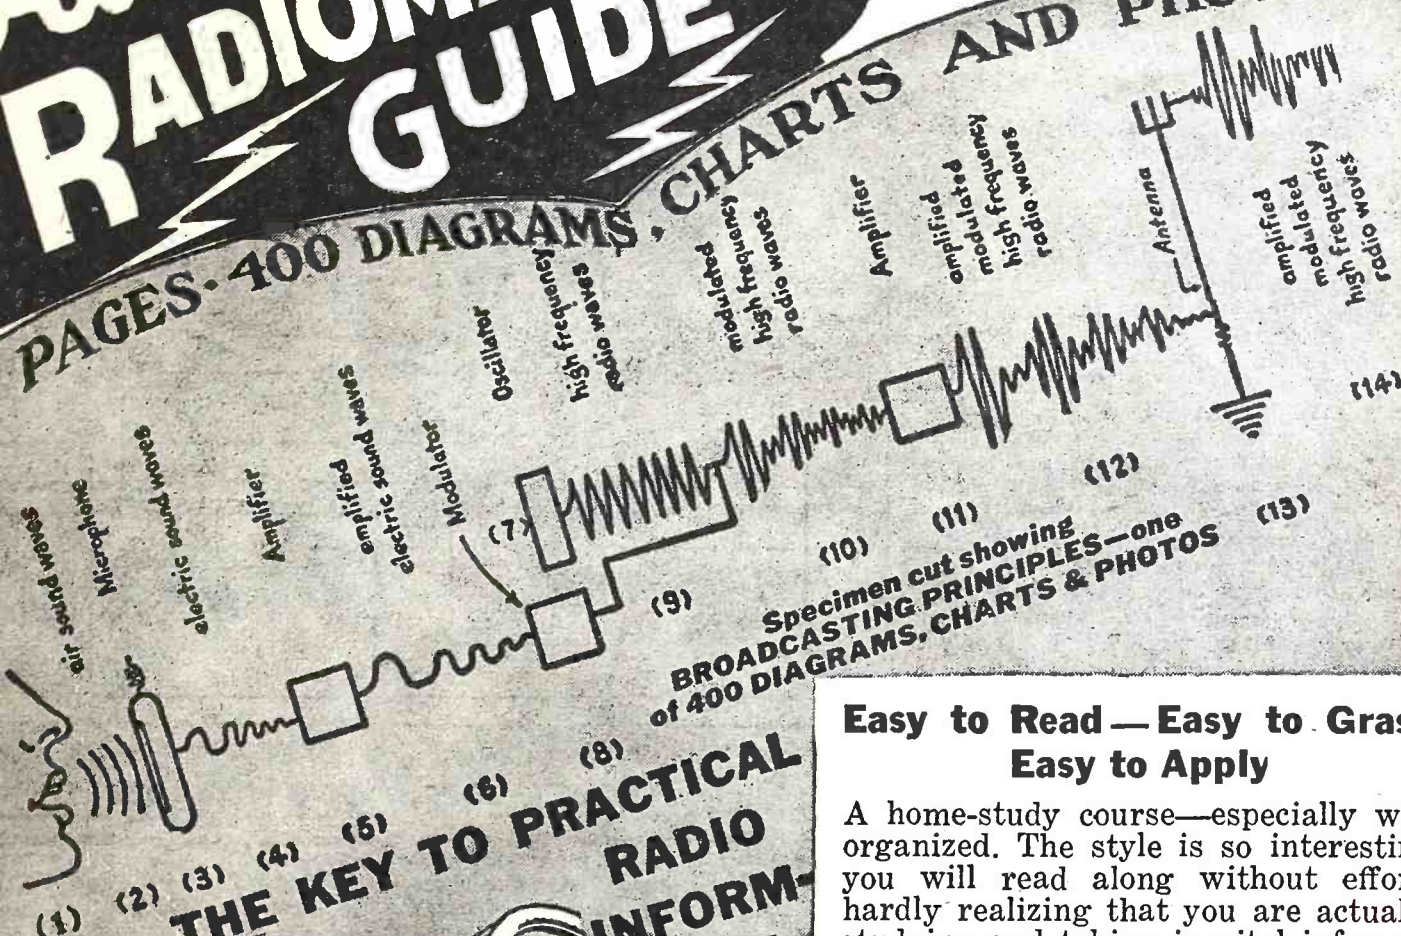 RADIOM
GUIDE
PAGES·400 DIAGRAMS, CHARTS AND
air sound waves
Microphone
electric sound waves
Amplifier
amplified
electric sound waves
Modulator
Oscillator
high frequency
radio waves
modulated
high frequency
radio waves
Amplifier
amplified
modulated
high frequency
radio waves
Antenna
amplified
modulated
high frequency
radio waves
(1)
(2)
(3)
(4)
(5)
(6)
(7)
(8)
(9)
(10)
(11)
(12)
(13)
(14)
Specimen cut showing
BROADCASTING PRINCIPLES—one
of 400 DIAGRAMS, CHARTS & PHOTOS
THE KEY TO PRACTICAL
RADIO
INFORM-
Easy to Read — Easy to Gras
Easy to Apply
A home-study course—especially w
organized. The style is so interesti
you will read along without effor
hardly realizing that you are actual